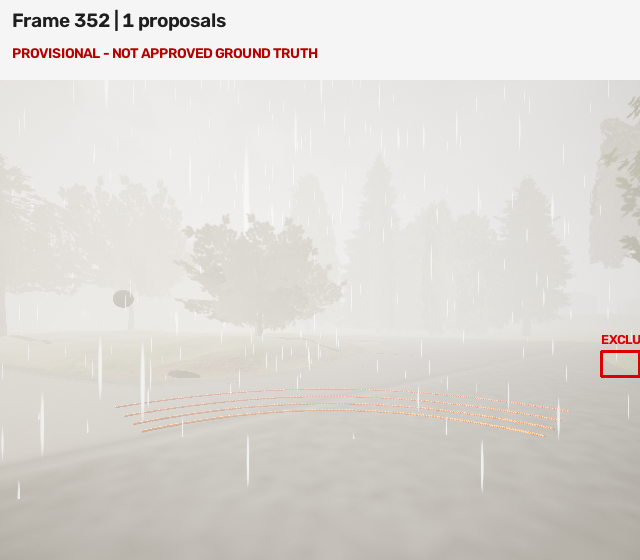 Frame 352 | 1 proposals
PROVISIONAL - NOT APPROVED GROUND TRUTH
EXCLU